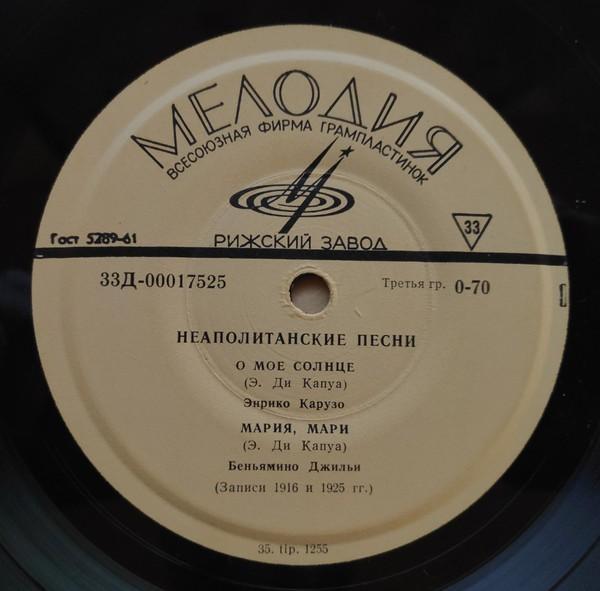 МЕЛОДИЯ
ВСЕСОЮЗНАЯ ФИРМА ГРАМПЛАСТИНОК
РИЖСКИЙ ЗАВОД
Гост 5289-61
33
33Д-00017525
Третья гр. 0-70
НЕАПОЛИТАНСКИЕ ПЕСНИ
О МОЕ СОЛНЦЕ
(Э. Ди Капуа)
Энрико Карузо
МАРИЯ, МАРИ
(Э. Ди Капуа)
Беньямино Джильи
(Записи 1916 и 1925 гг.)
35. tip. 1255